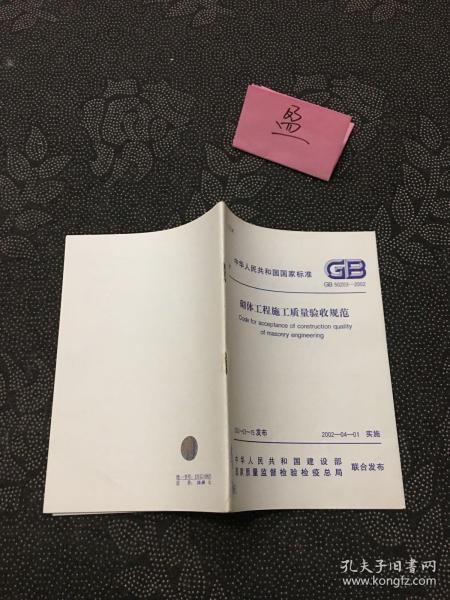 盈
中华人民共和国国家标准
GB
GB 50203—2002
砌体工程施工质量验收规范
Code for acceptance of construction quality
of masonry engineering
发布
2002—04—01 实施
中华人民共和国建设部
国家质量监督检验检疫总局
联合发布
孔夫子旧书网
www.kongfz.com